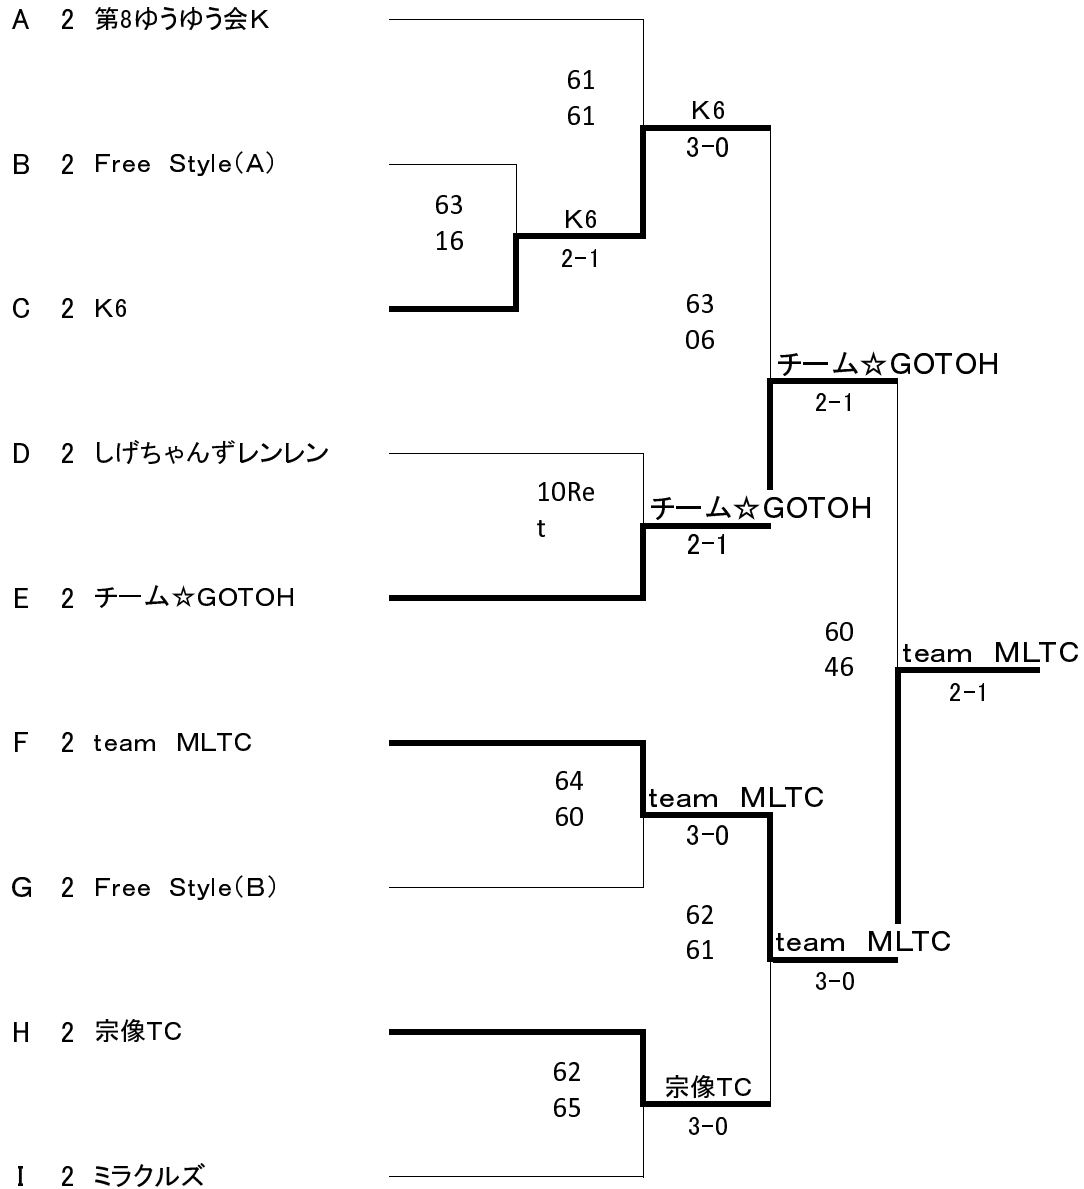 A 2 第8ゆうゆう会K
61
61
K6
3-0
B 2 Free Style(A)
63
16
K6
2-1
C 2 K6
63
06
チーム☆GOTOH
2-1
D 2 しげちゃんずレンレン
10Re
t
チーム☆GOTOH
2-1
E 2 チーム☆GOTOH
60
46
team MLTC
2-1
F 2 team MLTC
64
60
team MLTC
3-0
G 2 Free Style(B)
62
61
team MLTC
3-0
H 2 宗像TC
62
65
宗像TC
3-0
I 2 ミラクルズ